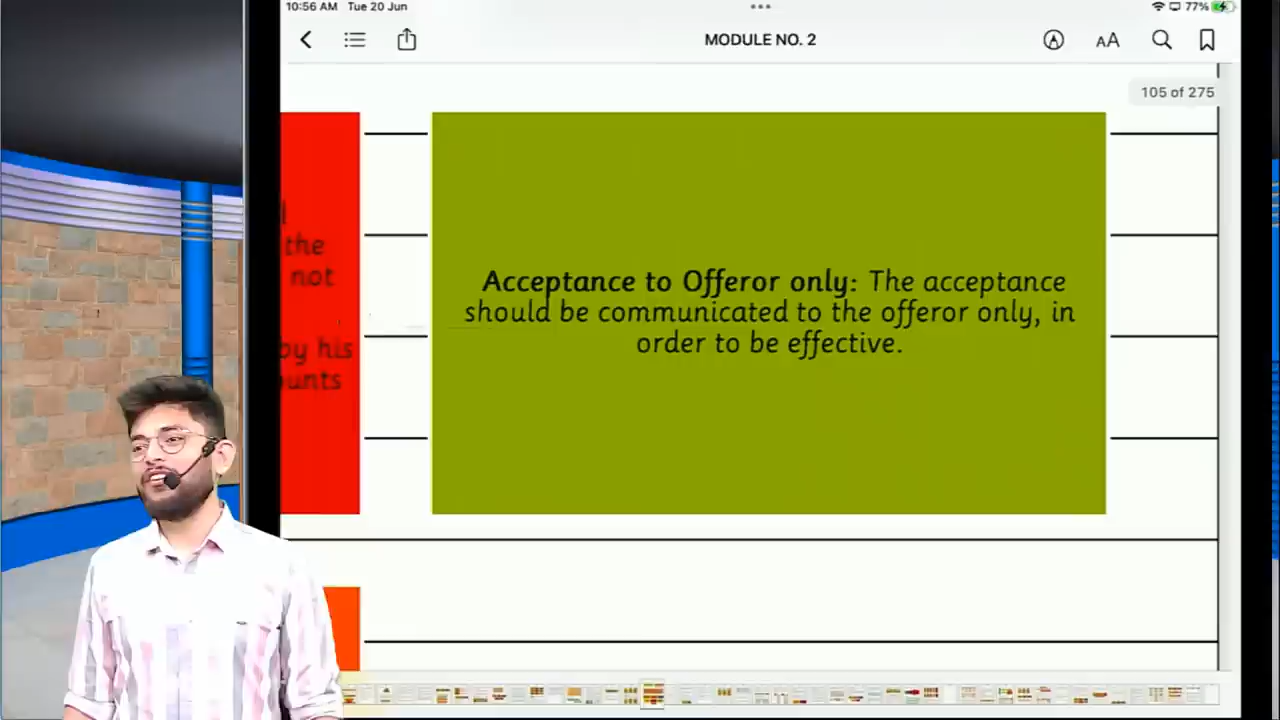 10:56 AM Tue 20 Jun
77%
MODULE NO. 2
AA
105 of 275
the
not
by his
Acceptance to Offeror only: The acceptance
should be communicated to the offeror only, in
order to be effective.